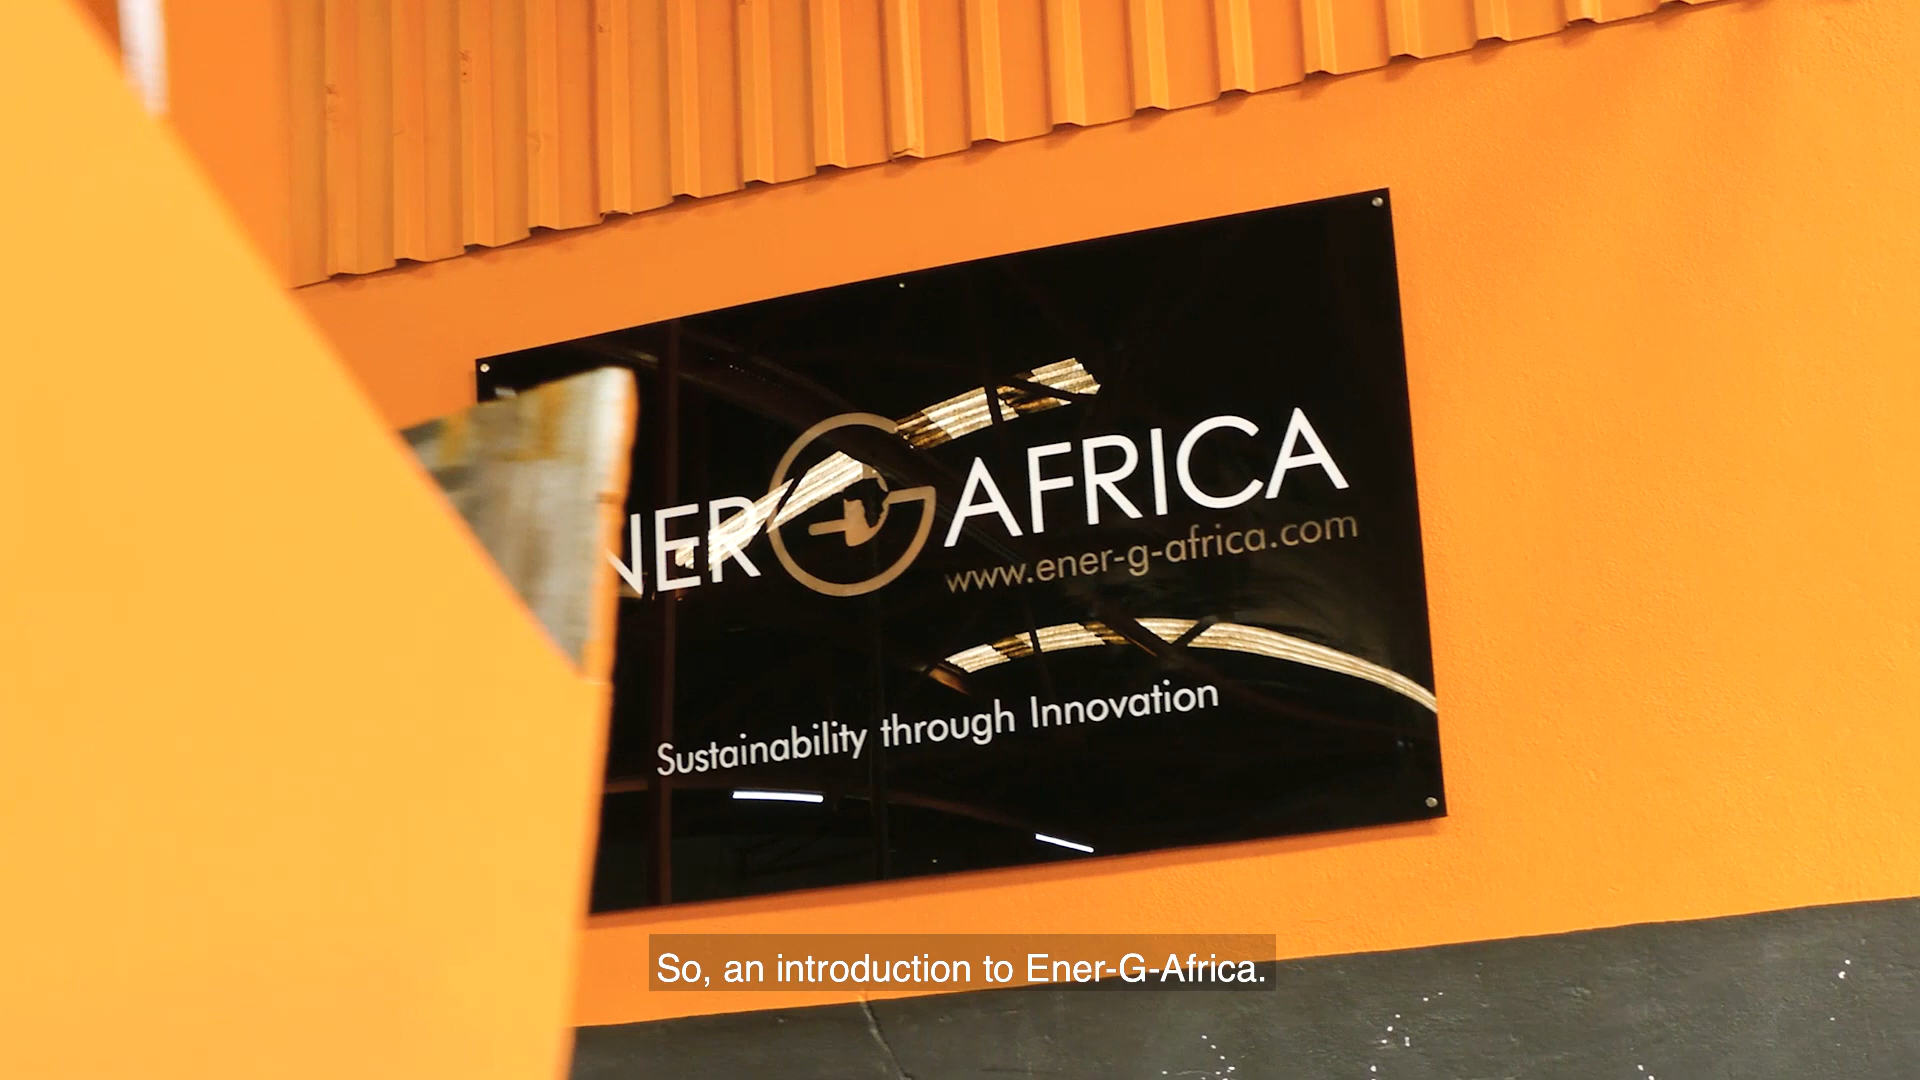 NER G AFRICA
www.ener-g-africa.com
Sustainability through Innovation
So, an introduction to Ener-G-Africa.